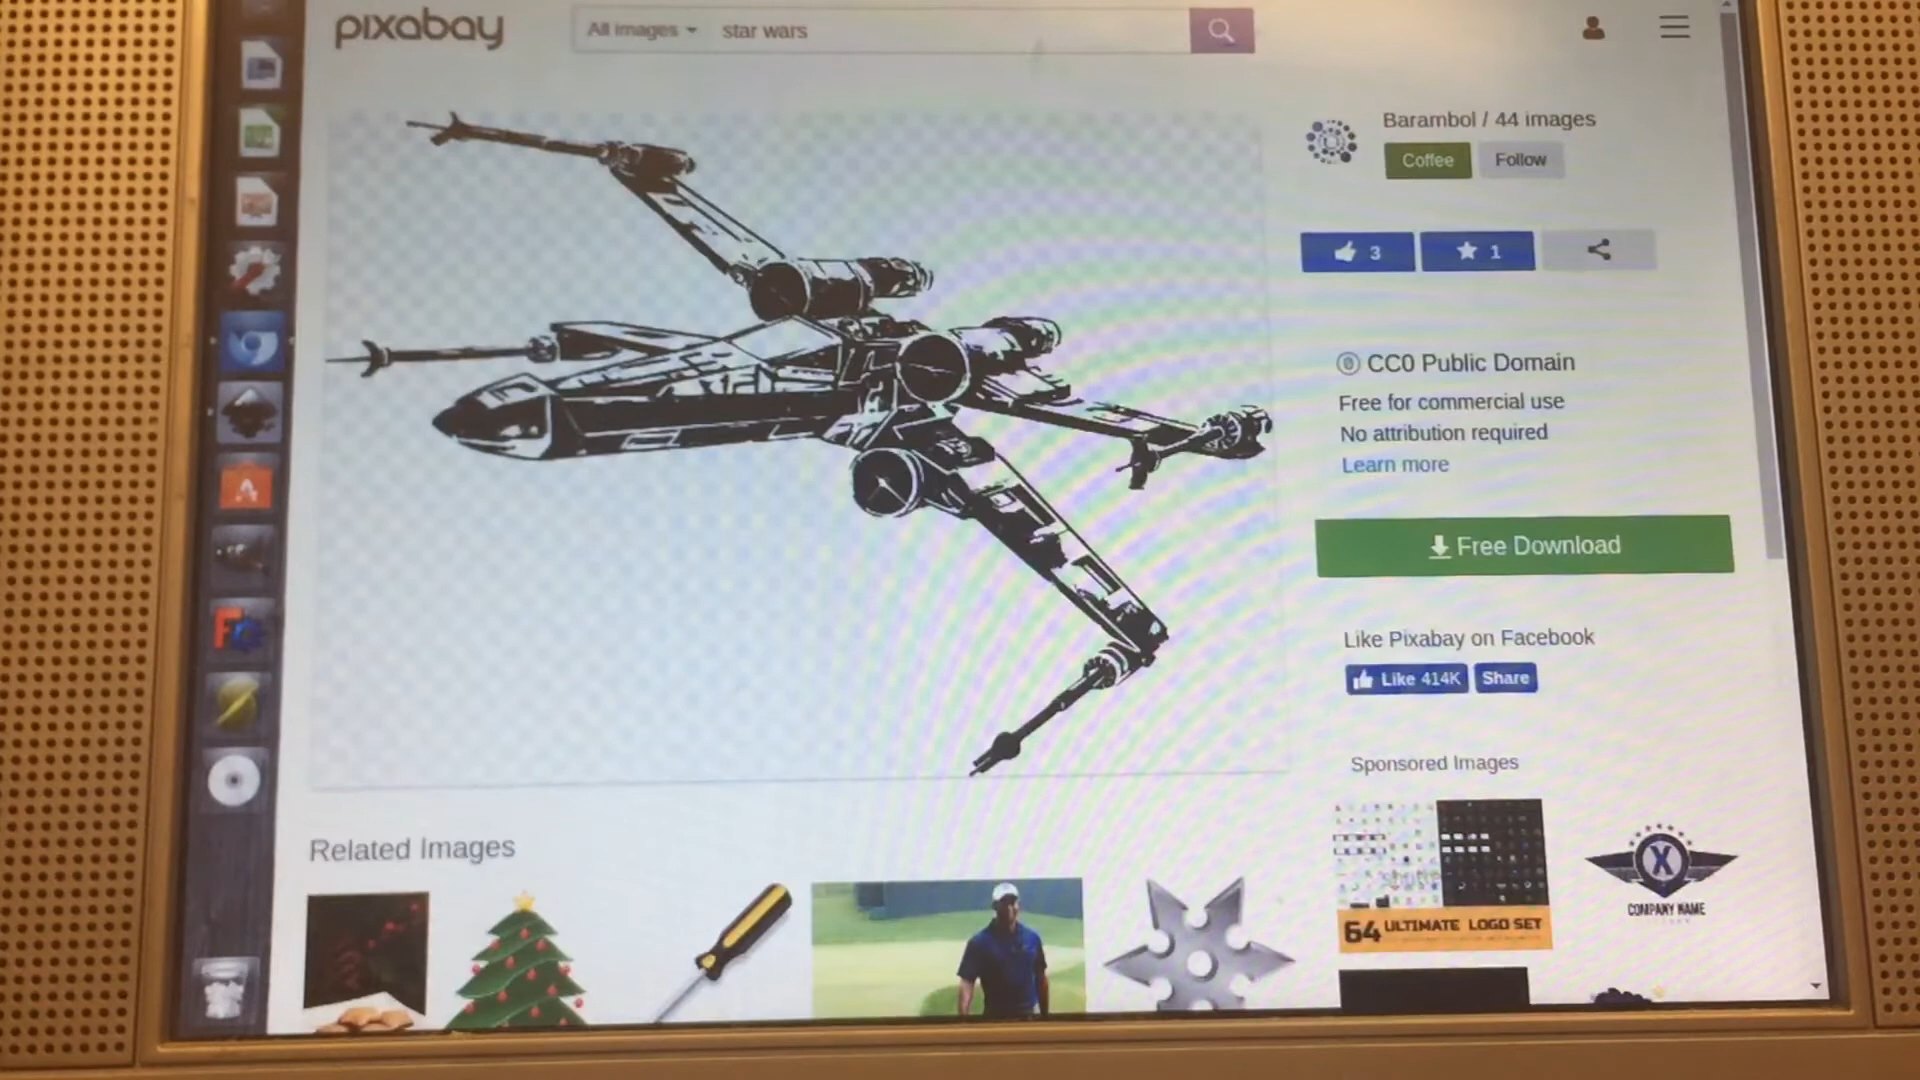 pixabay
All images
star wars
Barambol / 44 images
Coffee
Follow
3
1
CC0 Public Domain
Free for commercial use
No attribution required
Learn more
Free Download
Like Pixabay on Facebook
Like 414K
Share
Sponsored Images
64 ULTIMATE LOGO SET
X
COMPANY NAME
Related Images